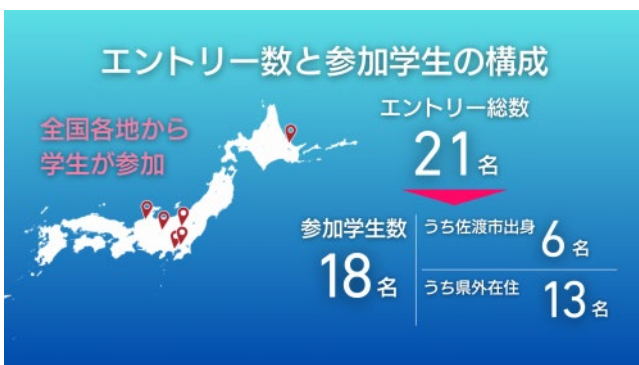 エントリー数と参加学生の構成
全国各地から
学生が参加
エントリー総数
21名
参加学生数
18名
うち佐渡市出身 6名
うち県外在住 13名